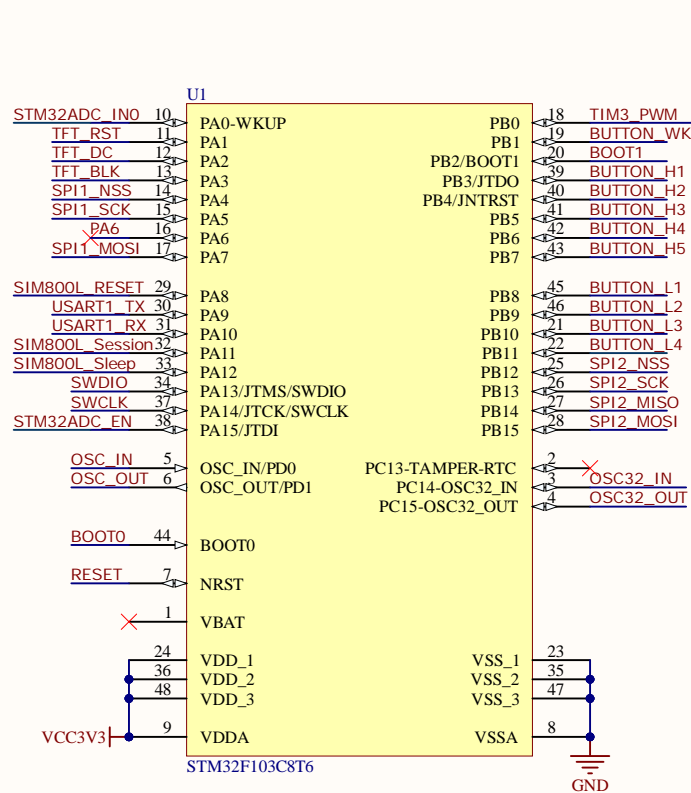 U1
STM32ADC_IN0 10 PA0-WKUP PB0 18 TIM3_PWM
TFT_RST 11 PA1 PB1 19 BUTTON_WK
TFT_DC 12 PA2 PB2/BOOT1 20 BOOT1
TFT_BLK 13 PA3 PB3/JTDO 39 BUTTON_H1
SPI1_NSS 14 PA4 PB4/JNTRST 40 BUTTON_H2
SPI1_SCK 15 PA5 PB5 41 BUTTON_H3
PA6 16 PA6 PB6 42 BUTTON_H4
SPI1_MOSI 17 PA7 PB7 43 BUTTON_H5
SIM800L_RESET 29 PA8 PB8 45 BUTTON_L1
USART1_TX 30 PA9 PB9 46 BUTTON_L2
USART1_RX 31 PA10 PB10 21 BUTTON_L3
SIM800L_Session 32 PA11 PB11 22 BUTTON_L4
SIM800L_Sleep 33 PA12 PB12 25 SPI2_NSS
SWDIO 34 PA13/JTMS/SWDIO PB13 26 SPI2_SCK
SWCLK 37 PA14/JTCK/SWCLK PB14 27 SPI2_MISO
STM32ADC_EN 38 PA15/JTDI PB15 28 SPI2_MOSI
OSC_IN 5 OSC_IN/PD0 PC13-TAMPER-RTC 2
OSC_OUT 6 OSC_OUT/PD1 PC14-OSC32_IN 3 OSC32_IN
PC15-OSC32_OUT 4 OSC32_OUT
BOOT0 44 BOOT0
RESET 7 NRST
1 VBAT
24 VDD_1 VSS_1 23
36 VDD_2 VSS_2 35
48 VDD_3 VSS_3 47
VCC3V3 9 VDDA VSSA 8
STM32F103C8T6
GND